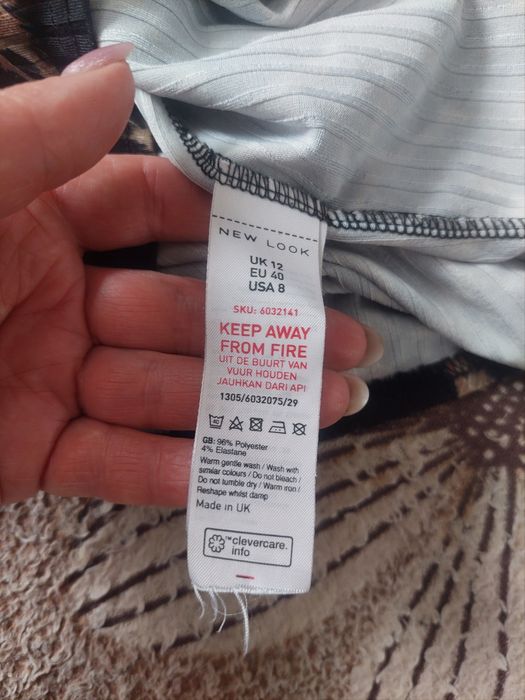 NEW LOOK
UK 12
EU 40
USA 8
SKU: 6032141
KEEP AWAY
FROM FIRE
UIT DE BUURT VAN
VUUR HOUDEN
JAUHKAN DARI API
1305/6032075/29
40
GB: 96% Polyester
4% Elastane
Warm gentle wash / Wash with
similar colours / Do not bleach /
Do not tumble dry / Warm iron /
Reshape whilst damp
Made in UK
™clevercare.
info